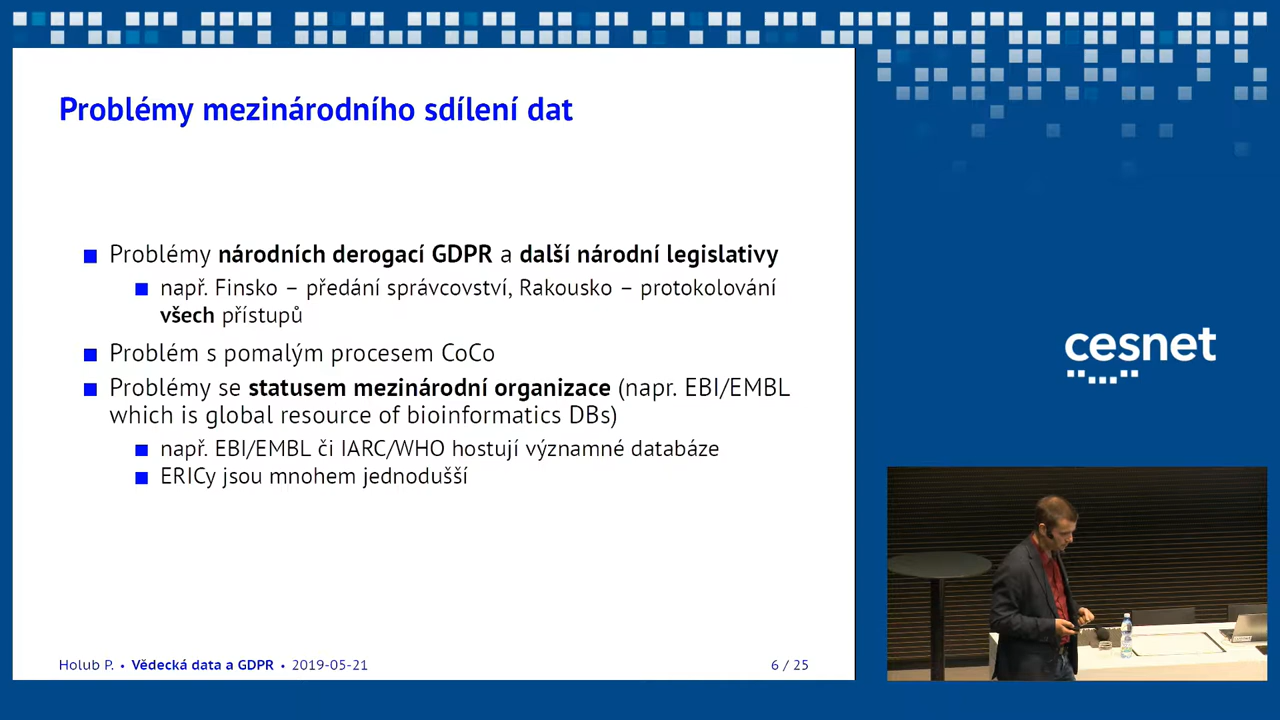 Problémy mezinárodního sdílení dat
Problémy národních derogací GDPR a další národní legislativy
např. Finsko – předání správcovství, Rakousko – protokolování
všech přístupů
Problém s pomalým procesem CoCo
Problémy se statusem mezinárodní organizace (napr. EBI/EMBL
which is global resource of bioinformatics DBs)
např. EBI/EMBL či IARC/WHO hostují významné databáze
ERICy jsou mnohem jednodušší
Holub P. • Vědecká data a GDPR • 2019-05-21
6 / 25
cesnet